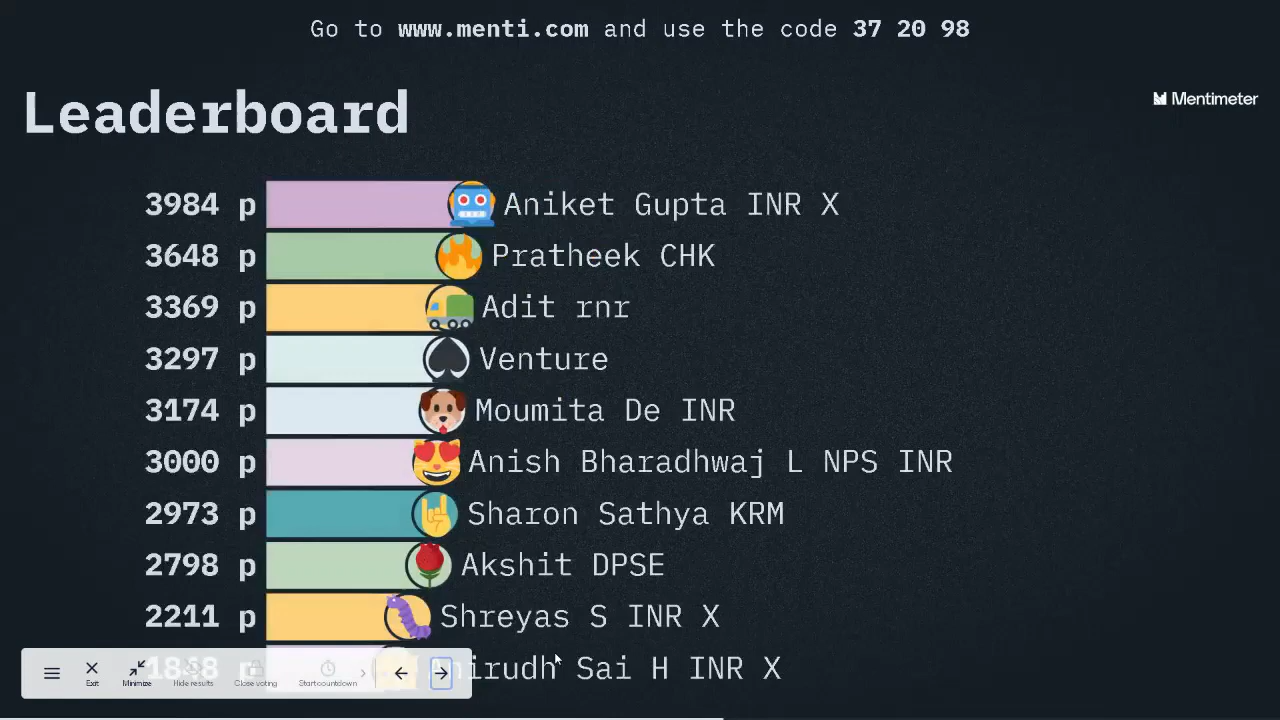 Go to www.menti.com and use the code 37 20 98
Leaderboard
Mentimeter
3984 p Aniket Gupta INR X
3648 p Pratheek CHK
3369 p Adit rnr
3297 p Venture
3174 p Moumita De INR
3000 p Anish Bharadhwaj L NPS INR
2973 p Sharon Sathya KRM
2798 p Akshit DPSE
2211 p Shreyas S INR X
p Anirudh Sai H INR X
Exit
Minimize
Hide results
Close voting
Start countdown